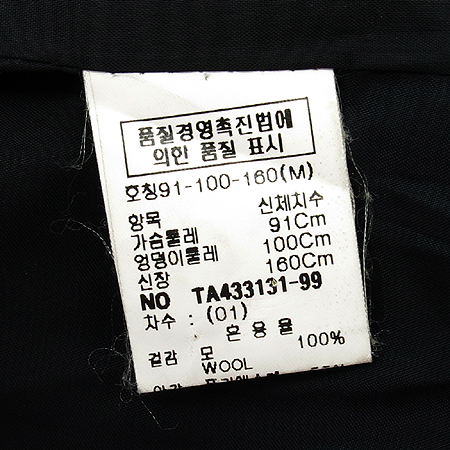 품질경영촉진법에
의한 품질 표시
호칭91-100-160(M)
항목 신체치수
가슴둘레 91Cm
엉덩이둘레 100Cm
신장 160Cm
NO TA433131-99
차수 : (01)
혼용율
겉감 모 100%
WOOL